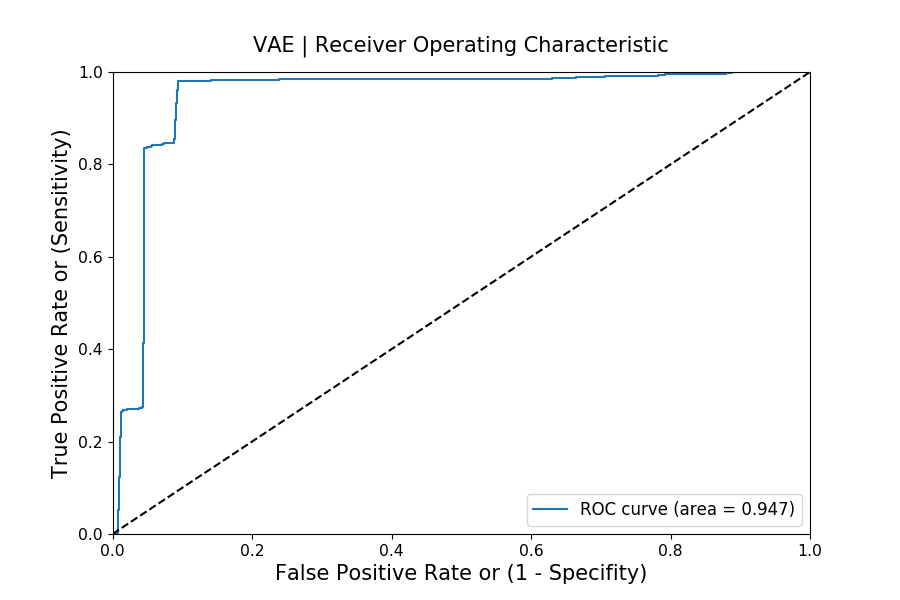 VAE | Receiver Operating Characteristic
True Positive Rate or (Sensitivity)
1.0
0.8
0.6
0.4
0.2
0.0
0.0 0.2 0.4 0.6 0.8 1.0
ROC curve (area = 0.947)
False Positive Rate or (1 - Specifity)